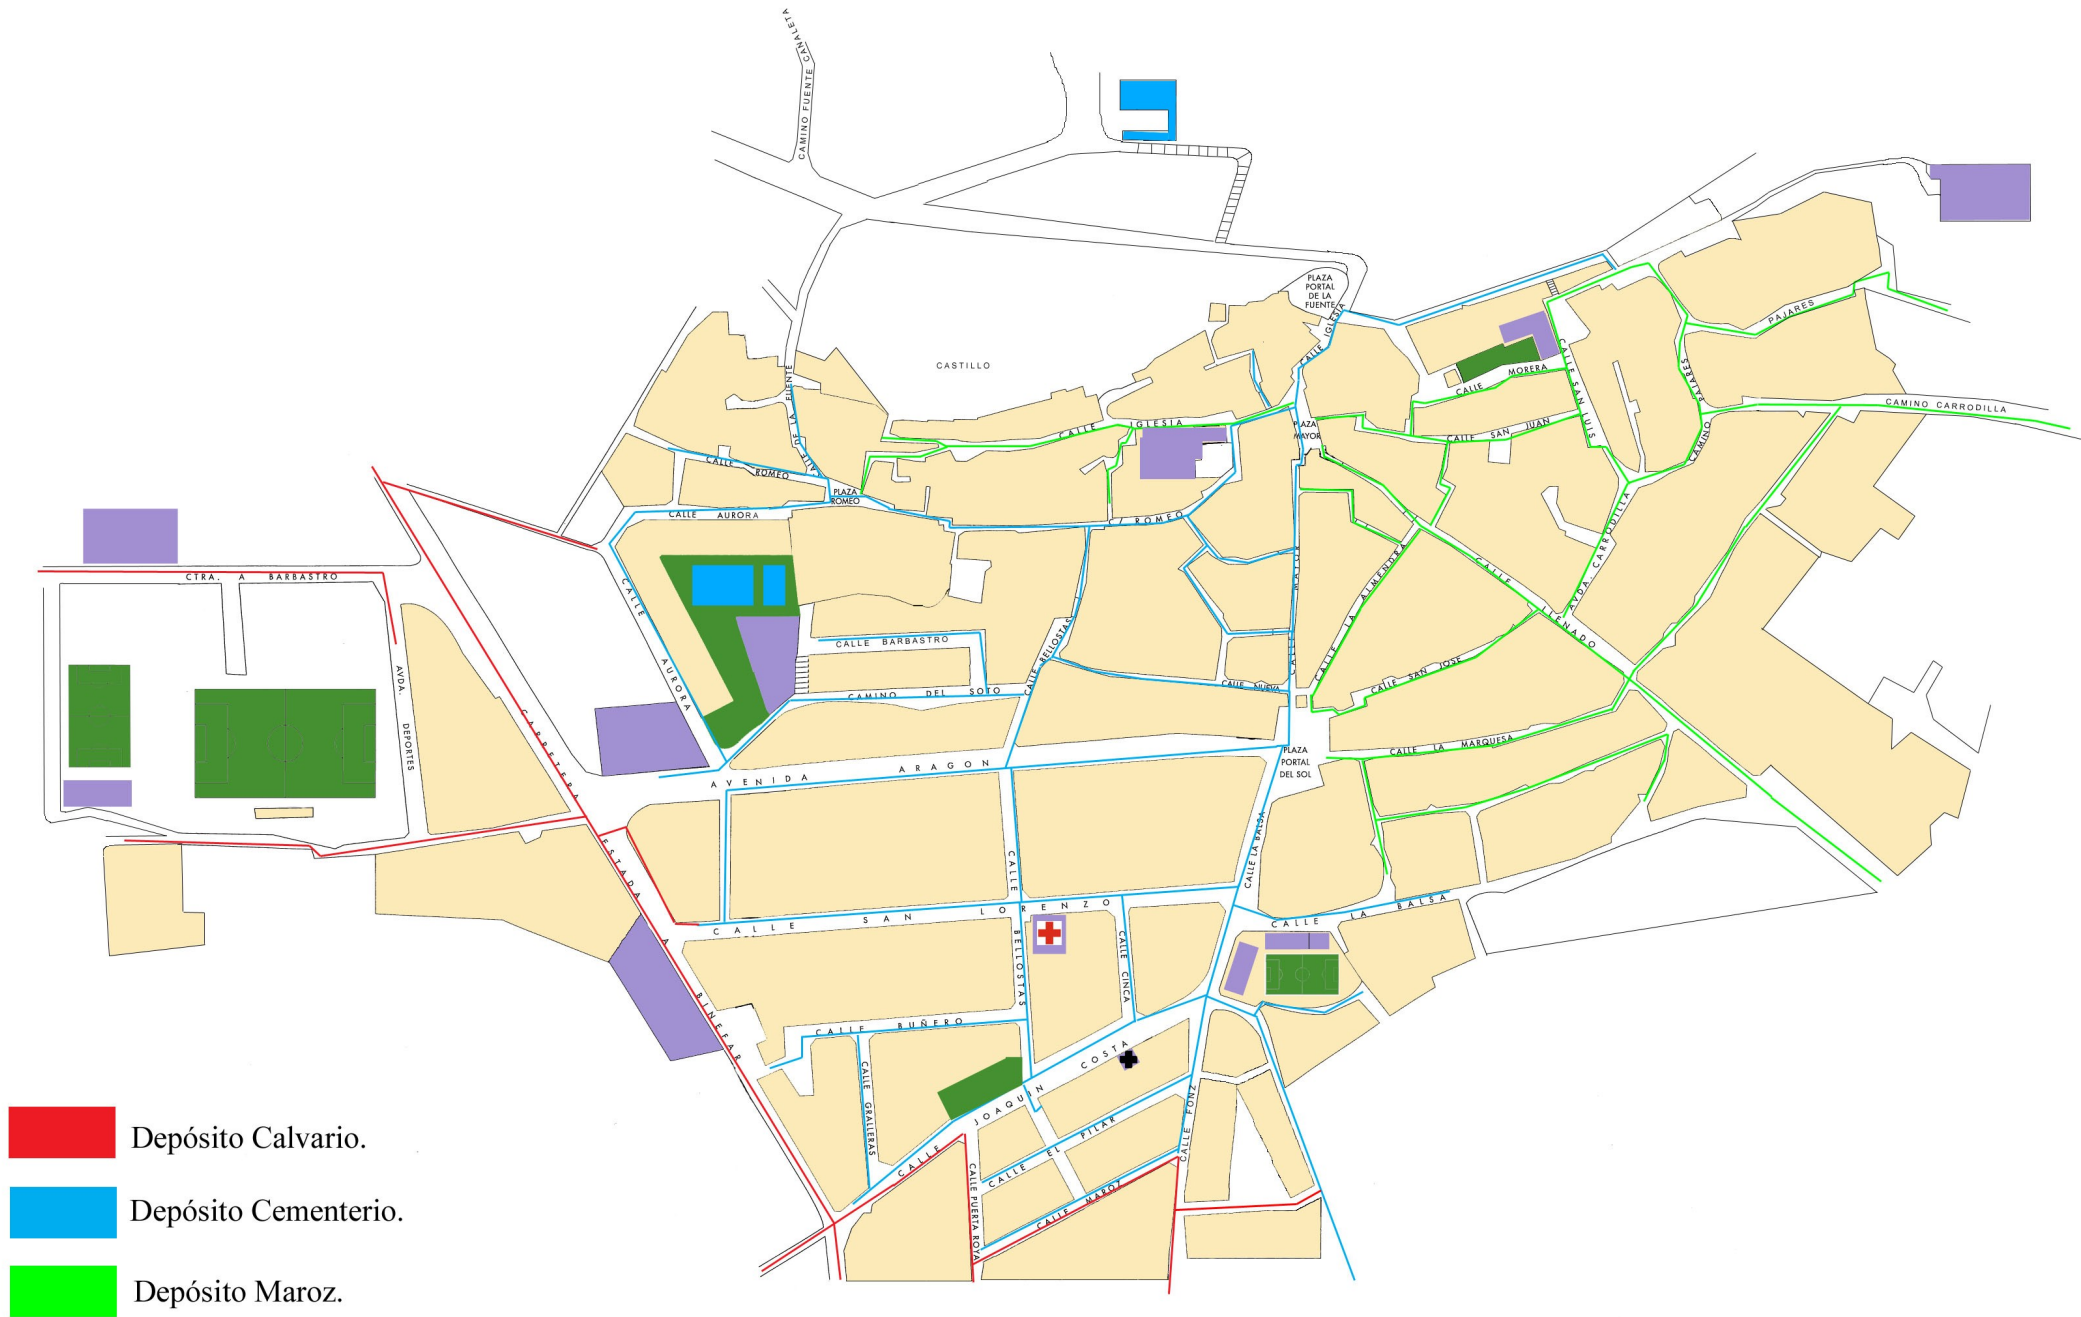 CAMINO FUENTE CANALETA
PLAZA
PORTAL
DE LA
FUENTE
CALLE IGLESIA
CASTILLO
PAJARES
CALLE MORERA
CALLE SAN LUIS
CAMINO PAJARES
CAMINO CARRODILLA
CALLE DE LA FUENTE
CALLE IGLESIA
PLAZA
MAYOR
CALLE SAN JUAN
CALLE ROMEO
PLAZA
ROMEO
CALLE AURORA
C/ ROMEO
AVDA. CARRODILLA
CTRA. A BARBASTRO
CALLE AURORA
CALLE MAYOR
CALLE LA ALMENDRA
CALLE LLENADO
CALLE BARBASTRO
CALLE BELLOSTAS
CALLE SAN JOSE
CALLE NUEVA
CAMINO DEL SOTO
AVDA. DEPORTES
CARRETERA ESTADA A BINEFAR
AVENIDA ARAGON
PLAZA
PORTAL
DEL SOL
CALLE LA MARQUESA
CALLE LA BALSA
CALLE BELLOSTAS
CALLE SAN LORENZO
CALLE LA BALSA
CALLE CINCA
CALLE BUÑERO
CALLE GRALLERAS
CALLE JOAQUIN COSTA
CALLE EL PILAR
CALLE FONZ
CALLE PUERTA ROYA
CALLE MAROZ
Depósito Calvario.
Depósito Cementerio.
Depósito Maroz.